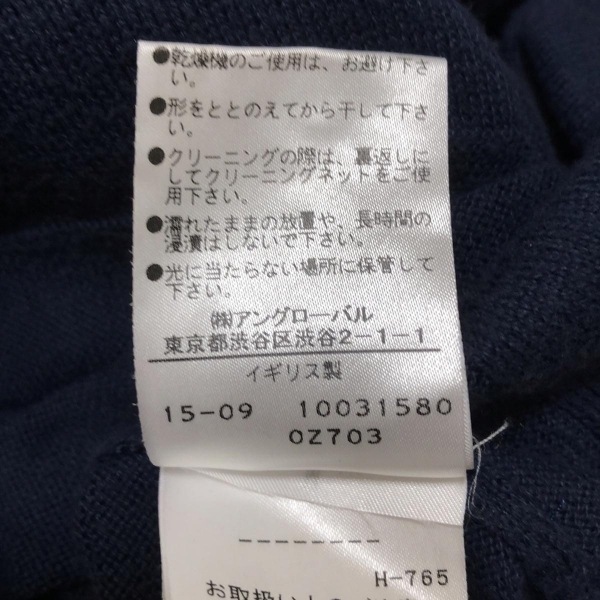 ●乾燥機のご使用は、お避け下さ
い。
●形をととのえてから干して下さ
い。
●クリーニングの際は、裏返しに
してクリーニングネットをご使
用下さい。
●濡れたままの放置や、長時間の
浸漬はしないで下さい。
●光に当たらない場所に保管して
下さい。
㈱アングローバル
東京都渋谷区渋谷2-1-1
イギリス製
15-09 10031580
0Z703
--------
H-765